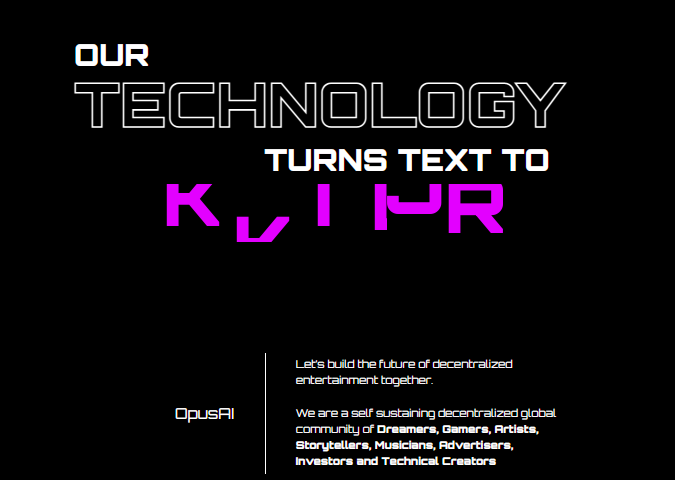 OUR
TECHNOLOGY
TURNS TEXT TO
OpusAI
Let's build the future of decentralized
entertainment together.
We are a self sustaining decentralized global
community of Dreamers, Gamers, Artists,
Storytellers, Musicians, Advertisers,
Investors and Technical Creators